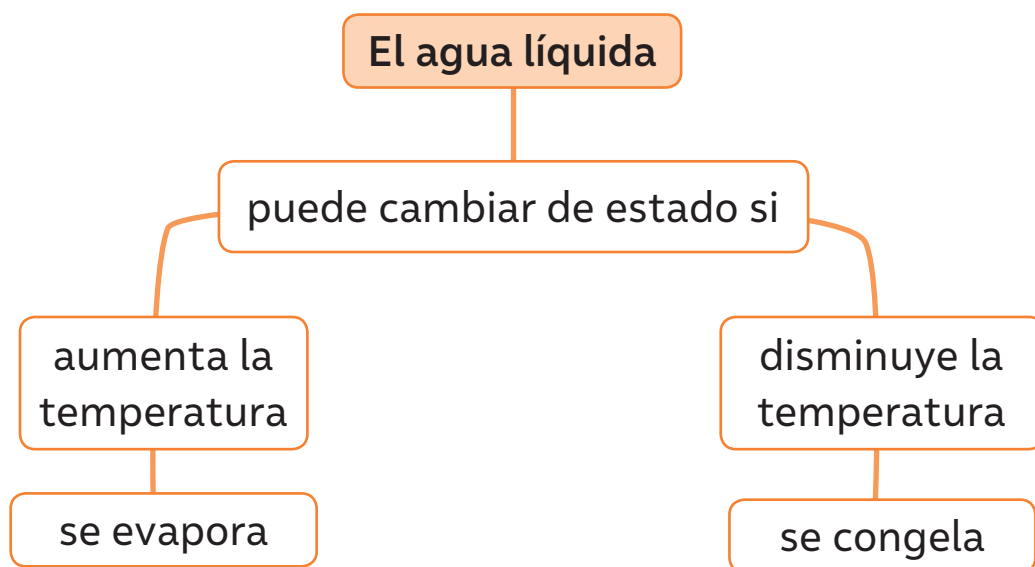 El agua líquida
puede cambiar de estado si
aumenta la
temperatura
disminuye la
temperatura
se evapora
se congela